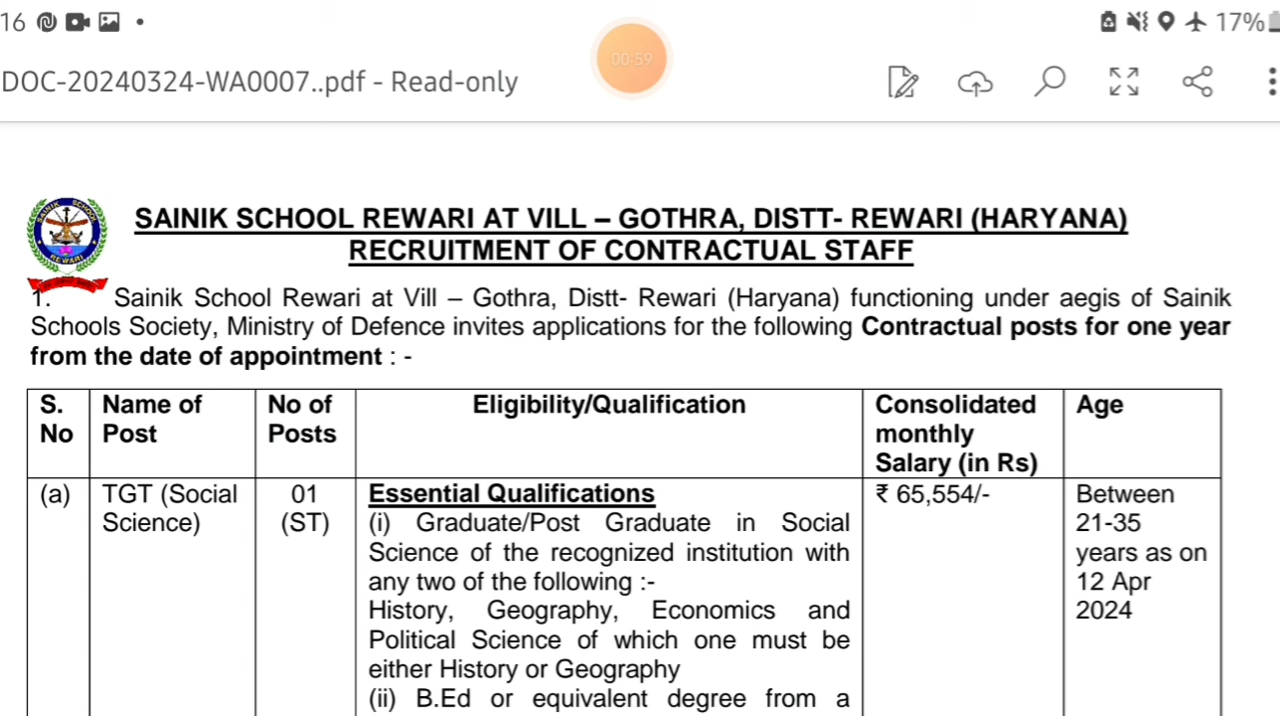 16 • 17%
00:59
DOC-20240324-WA0007..pdf - Read-only
SAINIK SCHOOL
REWARI
SAINIK SCHOOL REWARI AT VILL – GOTHRA, DISTT- REWARI (HARYANA)
RECRUITMENT OF CONTRACTUAL STAFF
1. Sainik School Rewari at Vill – Gothra, Distt- Rewari (Haryana) functioning under aegis of Sainik
Schools Society, Ministry of Defence invites applications for the following Contractual posts for one year
from the date of appointment : -
S. Name of No of Eligibility/Qualification Consolidated Age
No Post Posts monthly
Salary (in Rs)
(a) TGT (Social 01 Essential Qualifications ₹ 65,554/- Between
Science) (ST) (i) Graduate/Post Graduate in Social 21-35
Science of the recognized institution with years as on
any two of the following :- 12 Apr
History, Geography, Economics and 2024
Political Science of which one must be
either History or Geography
(ii) B.Ed or equivalent degree from a